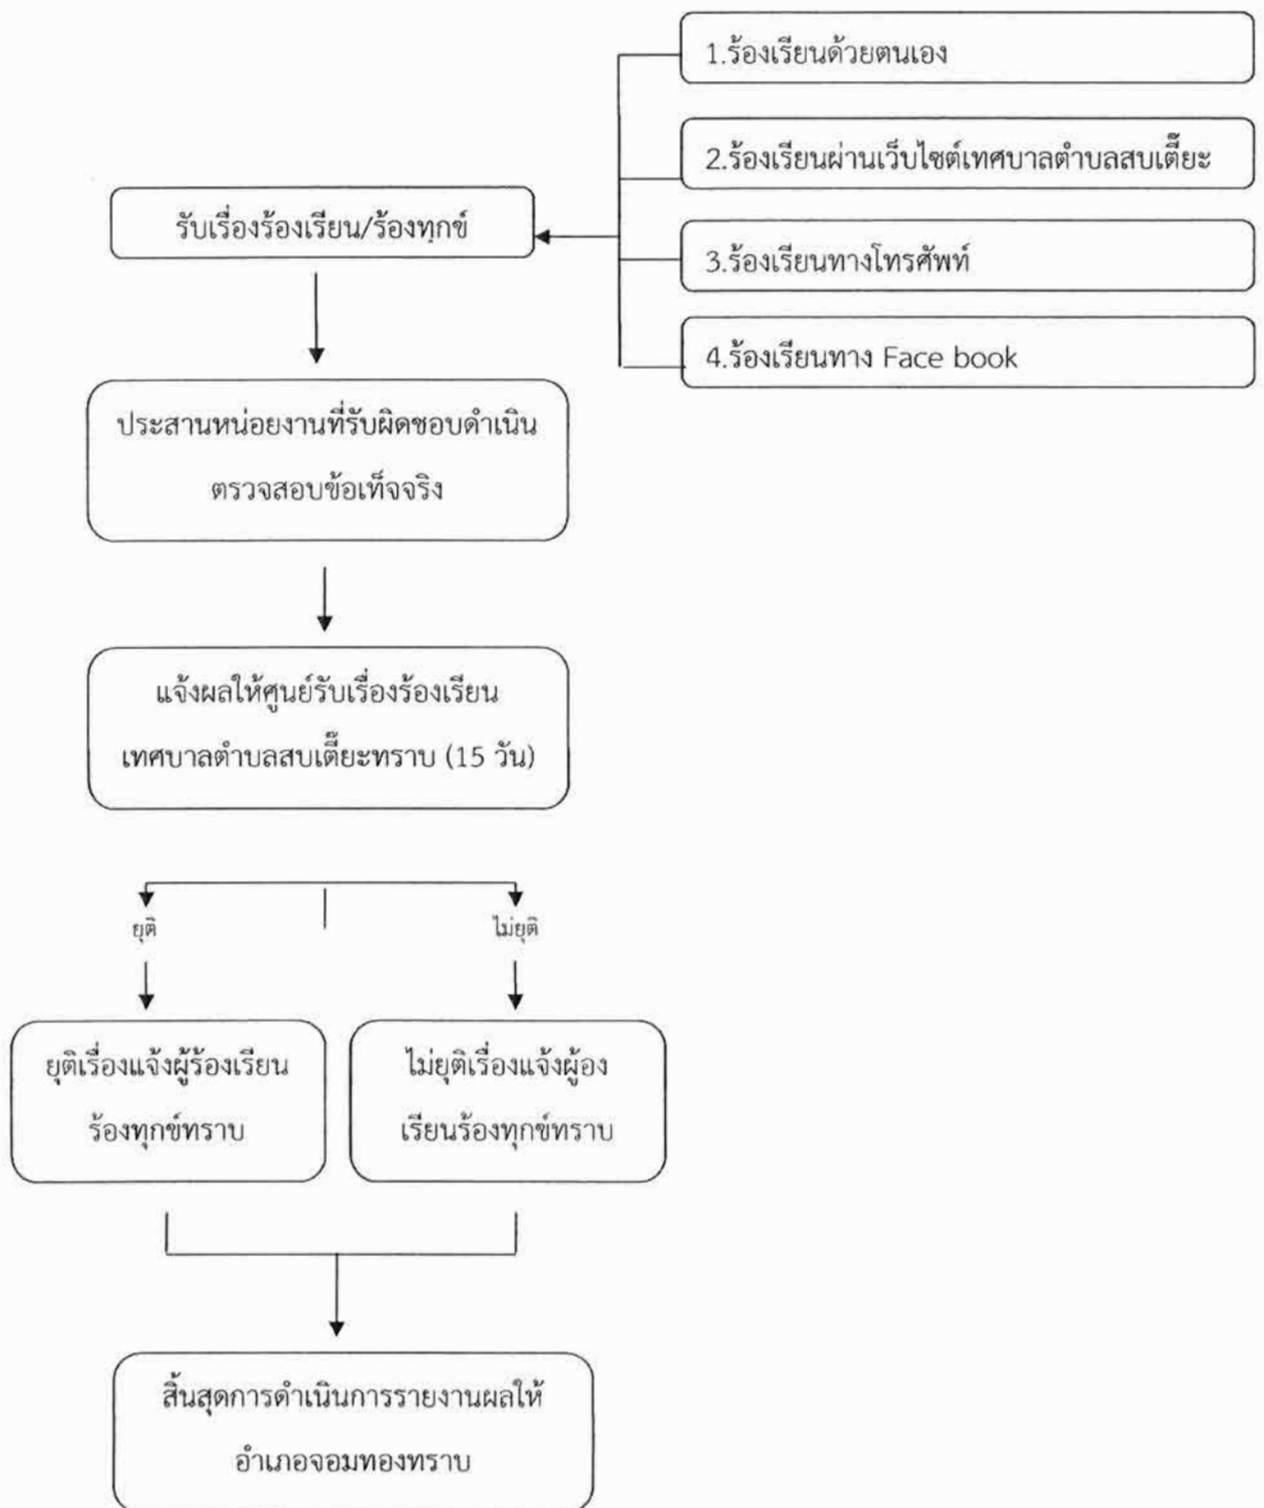 1.ร้องเรียนด้วยตนเอง
2.ร้องเรียนผ่านเว็บไซต์เทศบาลตำบลสบเตี๊ยะ
รับเรื่องร้องเรียน/ร้องทุกข์
3.ร้องเรียนทางโทรศัพท์
4.ร้องเรียนทาง Face book
ประสานหน่อยงานที่รับผิดชอบดำเนิน
ตรวจสอบข้อเท็จจริง
แจ้งผลให้ศูนย์รับเรื่องร้องเรียน
เทศบาลตำบลสบเตี๊ยะทราบ (15 วัน)
ยุติ
ไม่ยุติ
ยุติเรื่องแจ้งผู้ร้องเรียน
ร้องทุกข์ทราบ
ไม่ยุติเรื่องแจ้งผู้อง
เรียนร้องทุกข์ทราบ
สิ้นสุดการดำเนินการรายงานผลให้
อำเภอจอมทองทราบ